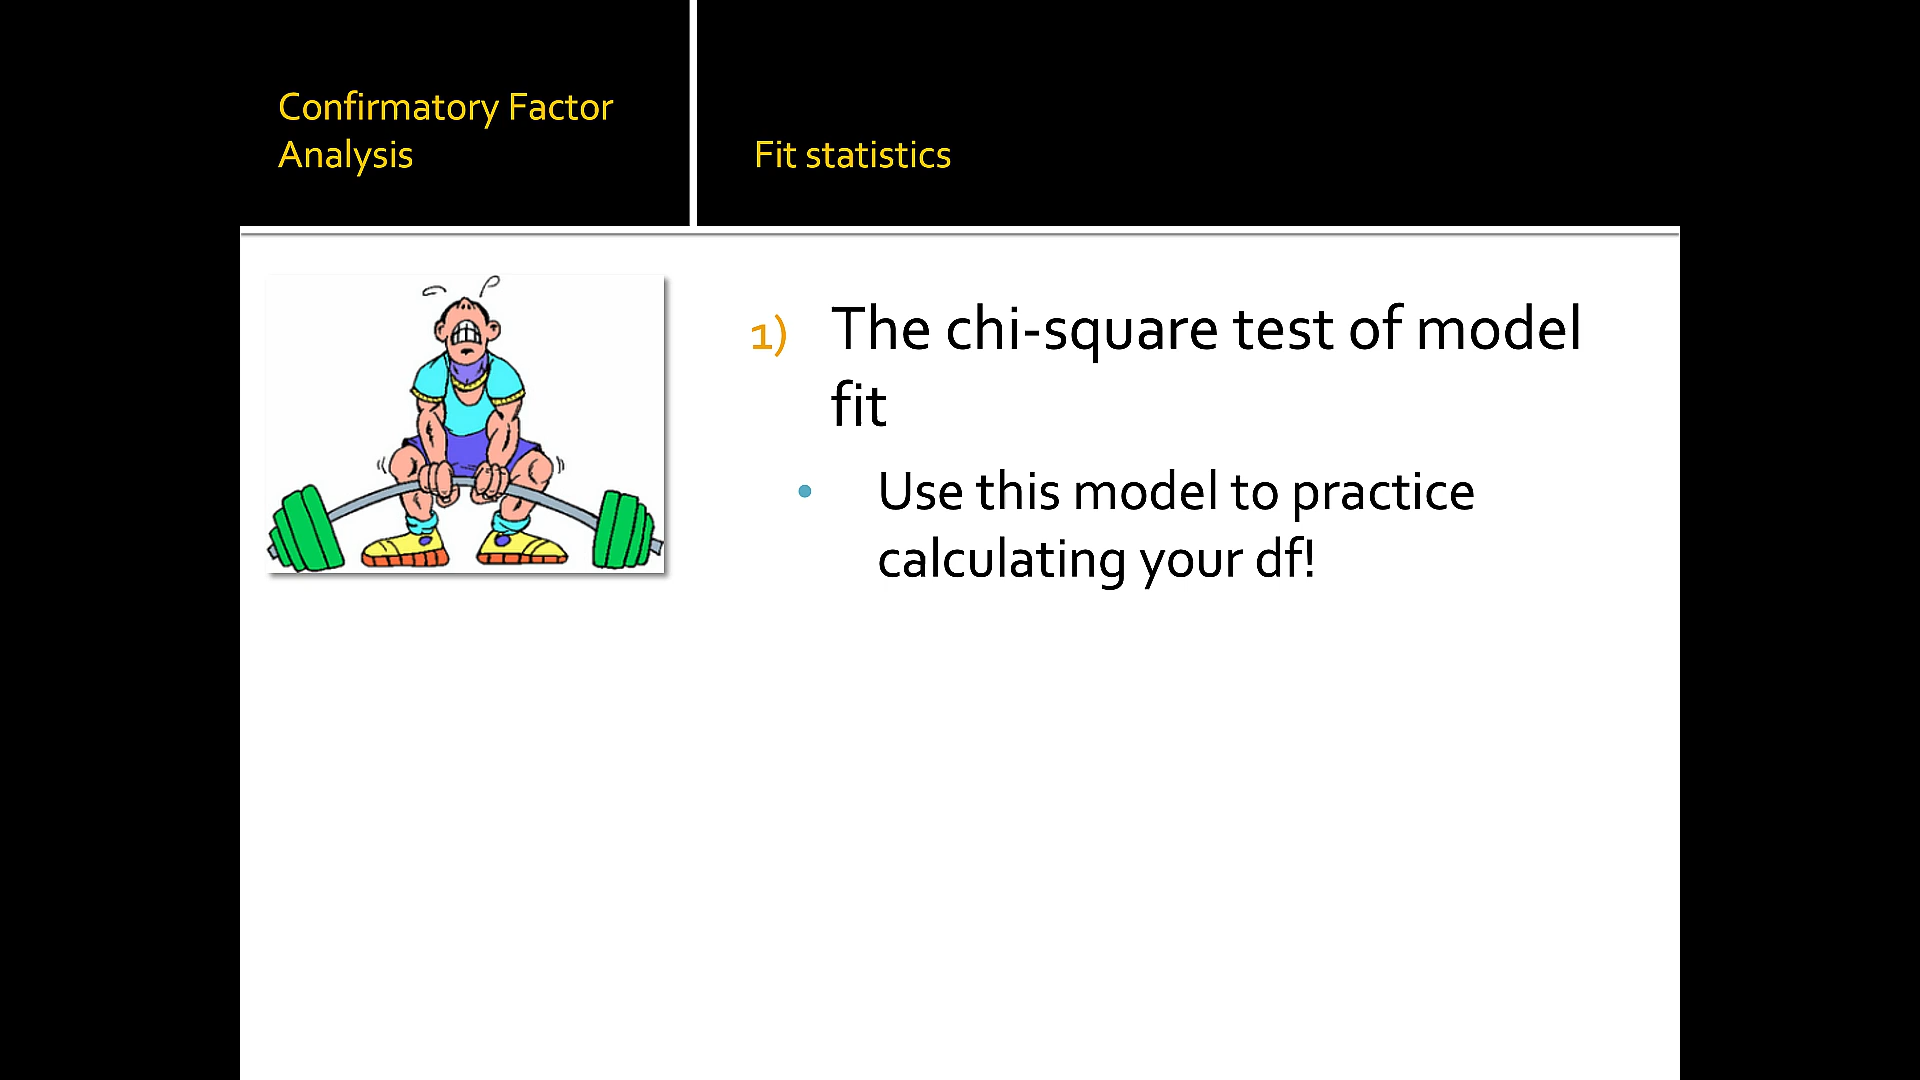 Confirmatory Factor
Analysis
Fit statistics
1) The chi-square test of model
fit
• Use this model to practice
calculating your df!